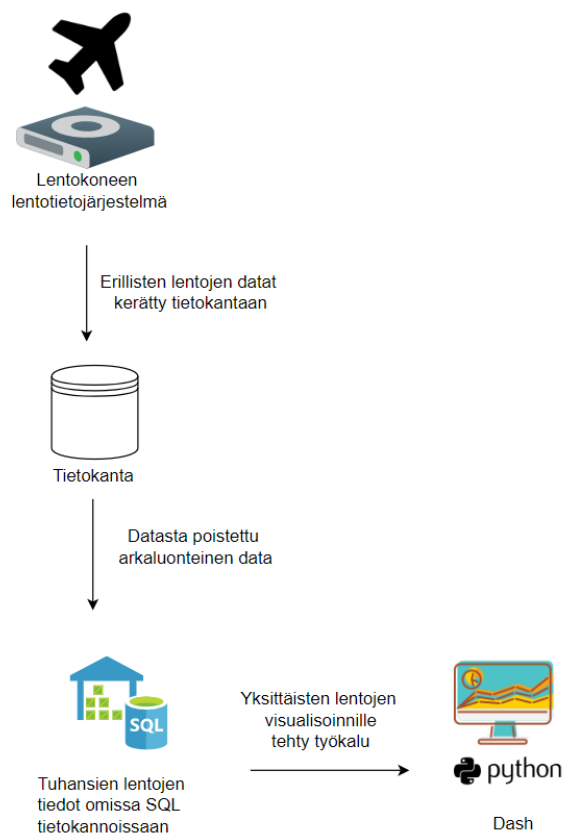 Lentokoneen
lentotietojärjestelmä
Erillisten lentojen datat
kerätty tietokantaan
Tietokanta
Datasta poistettu
arkaluonteinen data
SQL
Yksittäisten lentojen
visualisoinnille
tehty työkalu
python
Tuhansien lentojen
tiedot omissa SQL
tietokannoissaan
Dash